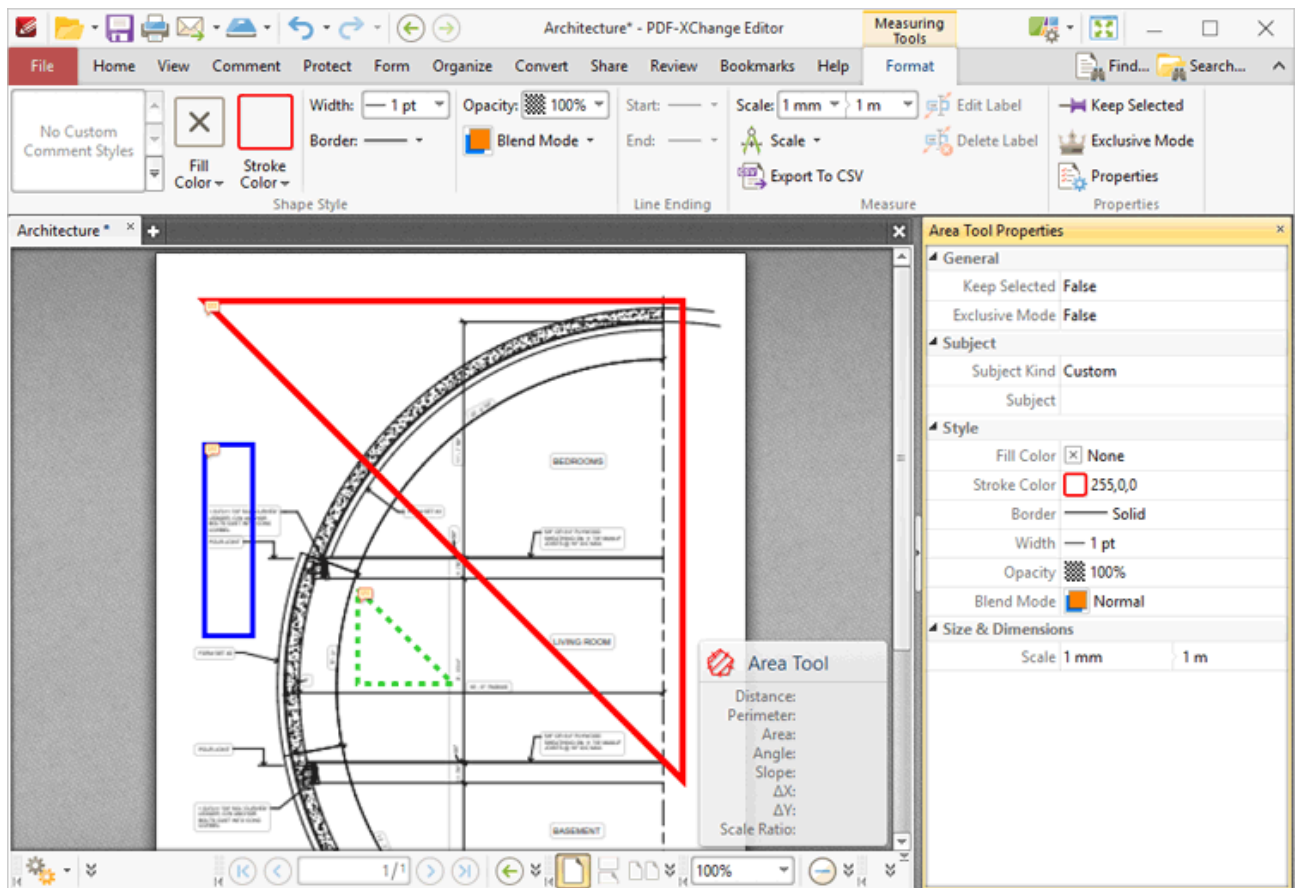 Architecture* - PDF-XChange Editor
Measuring Tools
File Home View Comment Protect Form Organize Convert Share Review Bookmarks Help Format Find... Search...
No Custom Comment Styles
Fill Color
Stroke Color
Width: 1 pt
Border:
Opacity: 100%
Blend Mode
Shape Style
Start:
End:
Line Ending
Scale: 1 mm 1 m
Scale
Export To CSV
Edit Label
Delete Label
Measure
Keep Selected
Exclusive Mode
Properties
Properties
Architecture *
BEDROOMS
LIVING ROOM
BASEMENT
Area Tool
Distance:
Perimeter:
Area:
Angle:
Slope:
ΔX:
ΔY:
Scale Ratio:
Area Tool Properties
General
Keep Selected False
Exclusive Mode False
Subject
Subject Kind Custom
Subject
Style
Fill Color None
Stroke Color 255,0,0
Border Solid
Width 1 pt
Opacity 100%
Blend Mode Normal
Size & Dimensions
Scale 1 mm 1 m
1/1
100%